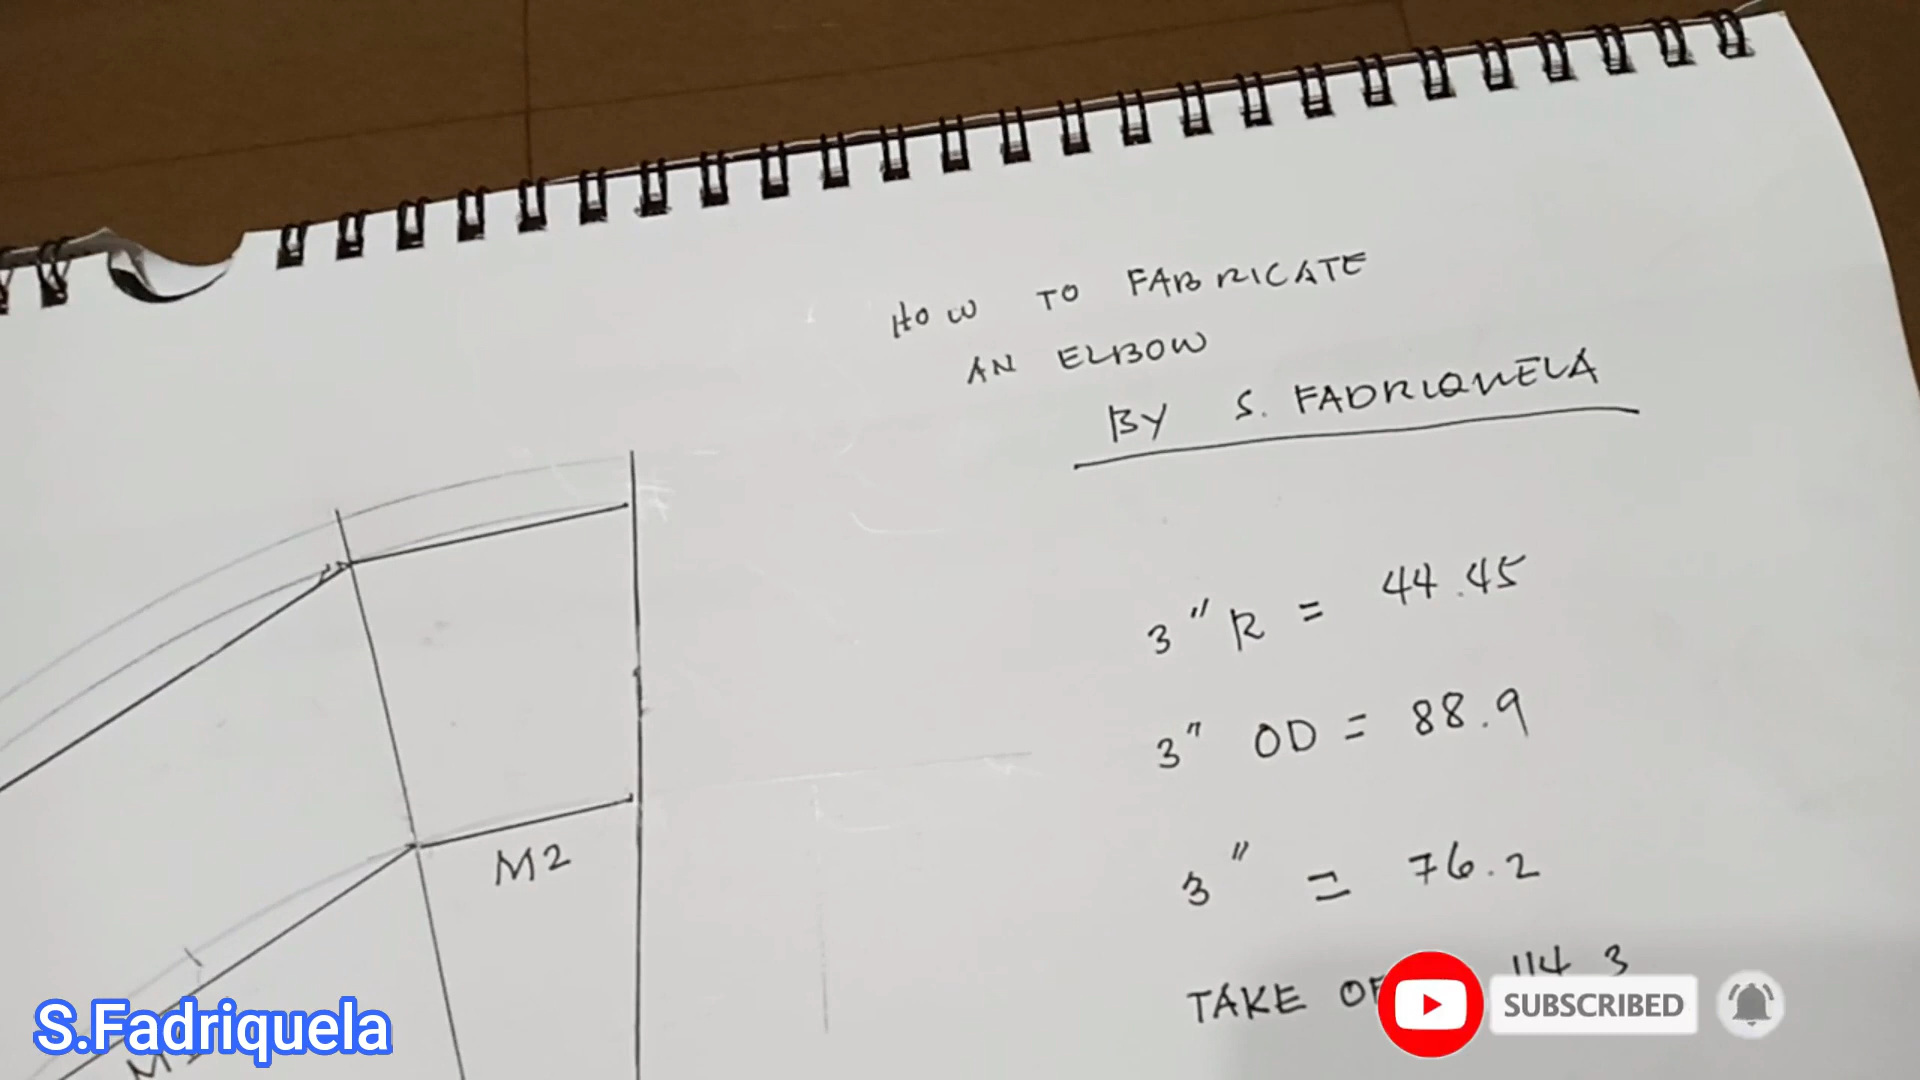 HOW TO FABRICATE
AN ELBOW
BY S. FADRIQUELA
3" R = 44.45
3" OD = 88.9
3" = 76.2
TAKE 114.3
M2
SUBSCRIBED
S.Fadriquela